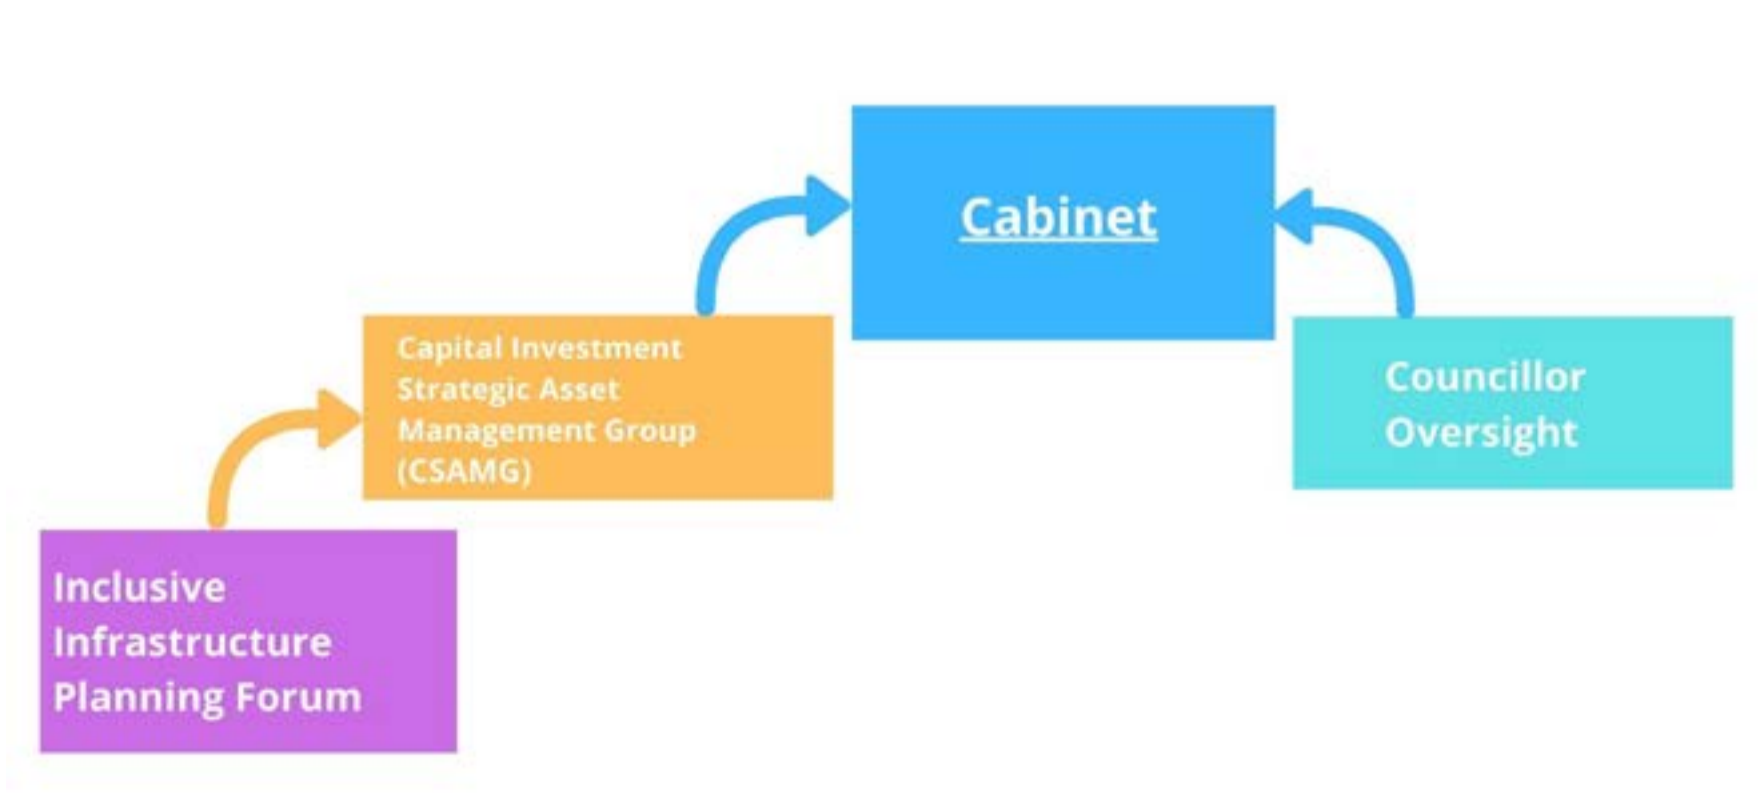 Cabinet
Capital Investment
Strategic Asset
Management Group
(CSAMG)
Councillor
Oversight
Inclusive
Infrastructure
Planning Forum